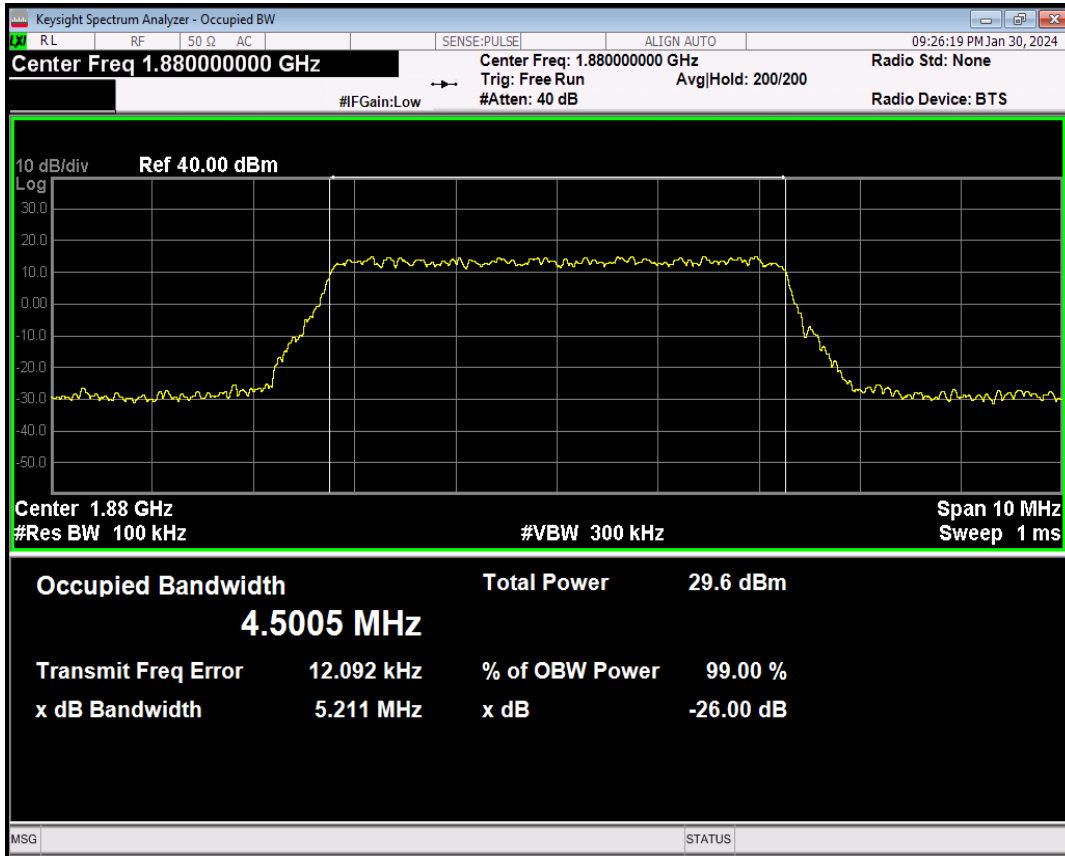 Keysight Spectrum Analyzer - Occupied BW
LXI RL RF 50 Ω AC SENSE:PULSE ALIGN AUTO 09:26:19 PM Jan 30, 2024
Center Freq 1.880000000 GHz Center Freq: 1.880000000 GHz Radio Std: None
Trig: Free Run Avg|Hold: 200/200
#IFGain:Low #Atten: 40 dB Radio Device: BTS
10 dB/div Ref 40.00 dBm
Log
30.0
20.0
10.0
0.00
-10.0
-20.0
-30.0
-40.0
-50.0
Center 1.88 GHz Span 10 MHz
#Res BW 100 kHz #VBW 300 kHz Sweep 1 ms
Occupied Bandwidth Total Power 29.6 dBm
4.5005 MHz
Transmit Freq Error 12.092 kHz % of OBW Power 99.00 %
x dB Bandwidth 5.211 MHz x dB -26.00 dB
MSG STATUS